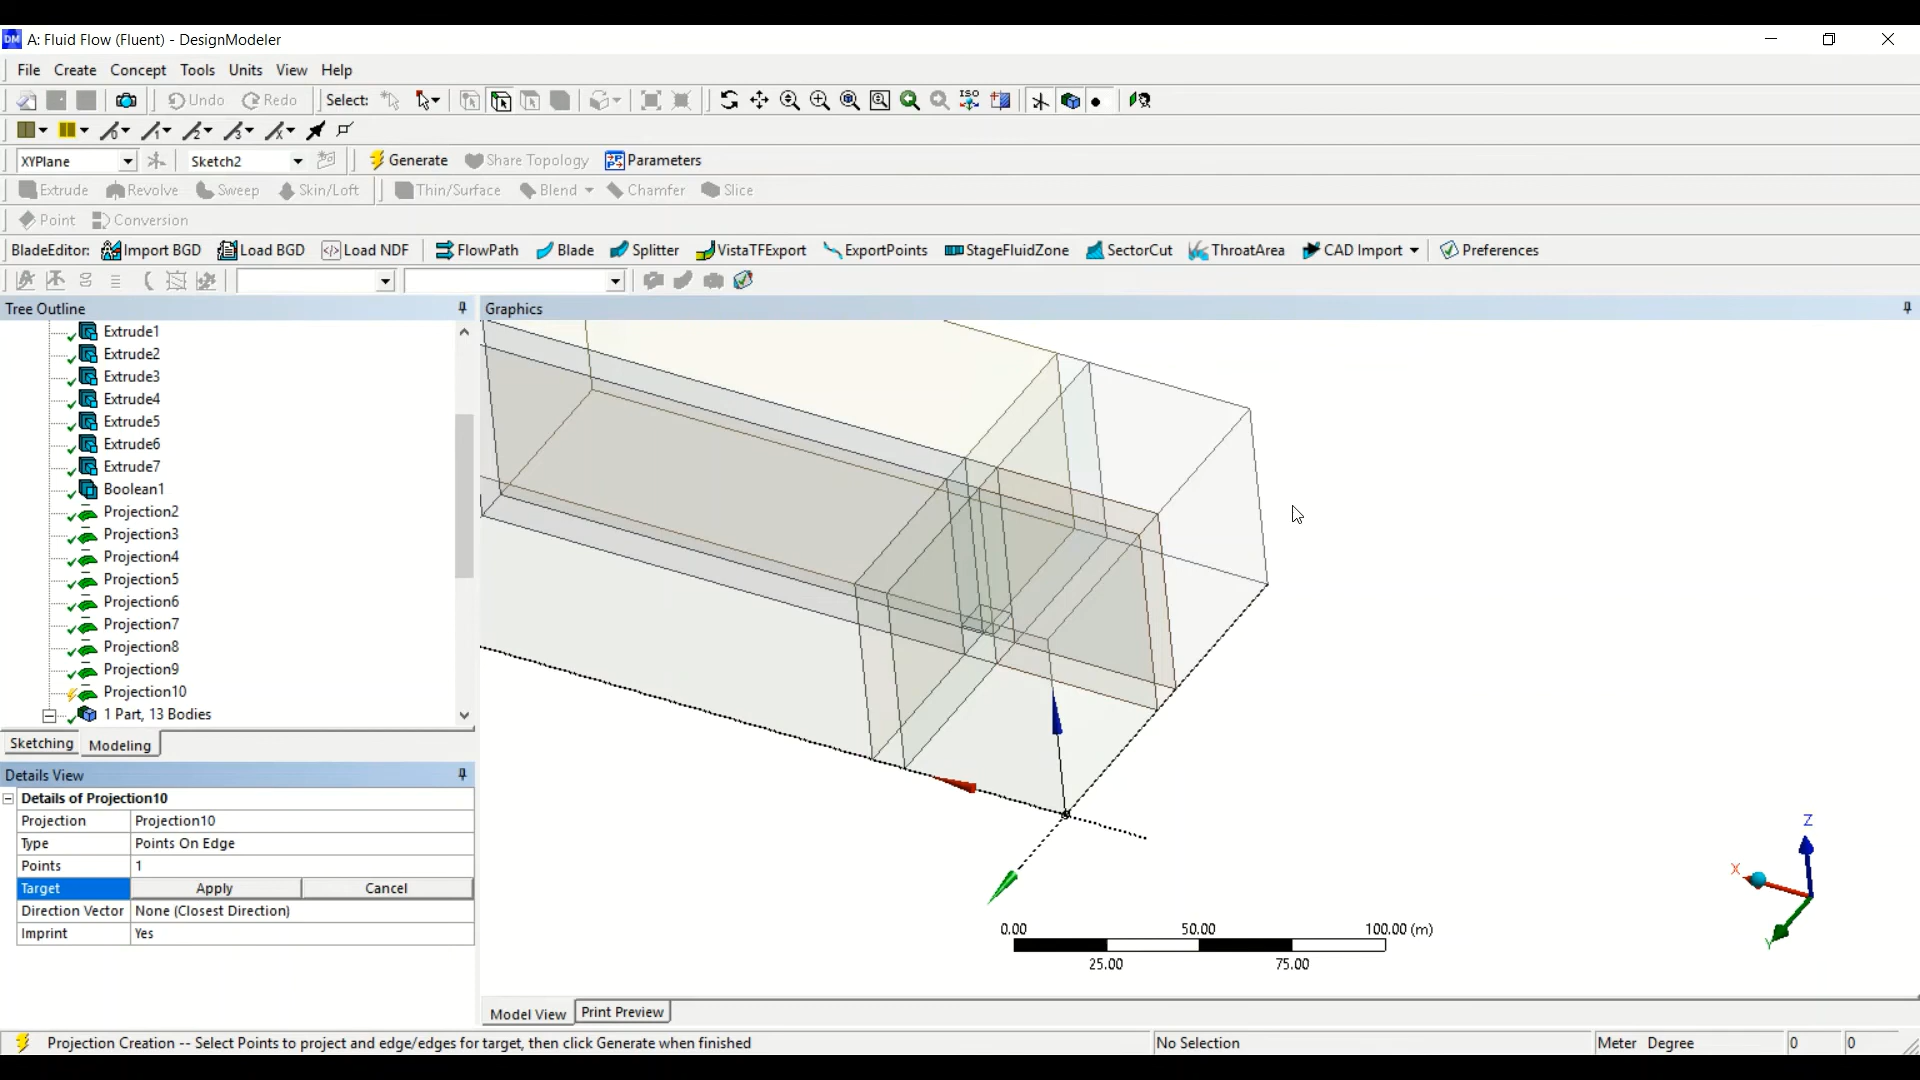 A: Fluid Flow (Fluent) - DesignModeler
File Create Concept Tools Units View Help
Undo Redo Select: ISO
XYPlane Sketch2 Generate Share Topology Parameters
Extrude Revolve Sweep Skin/Loft Thin/Surface Blend Chamfer Slice
Point Conversion
BladeEditor: Import BGD Load BGD Load NDF FlowPath Blade Splitter VistaTFExport ExportPoints StageFluidZone SectorCut ThroatArea CAD Import Preferences
Tree Outline
Graphics
Extrude1
Extrude2
Extrude3
Extrude4
Extrude5
Extrude6
Extrude7
Boolean1
Projection2
Projection3
Projection4
Projection5
Projection6
Projection7
Projection8
Projection9
Projection10
1 Part, 13 Bodies
Sketching Modeling
Details View
Details of Projection10
Projection Projection10
Type Points On Edge
Points 1
Target Apply Cancel
Direction Vector None (Closest Direction)
Imprint Yes
Z
X
Y
0.00 50.00 100.00 (m)
25.00 75.00
Model View Print Preview
Projection Creation -- Select Points to project and edge/edges for target, then click Generate when finished
No Selection
Meter Degree 0 0